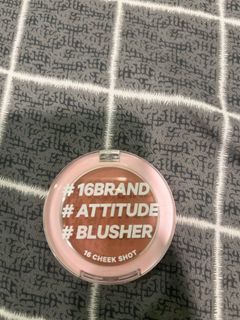 # 16BRAND
# ATTITUDE
# BLUSHER
16 CHEEK SHOT